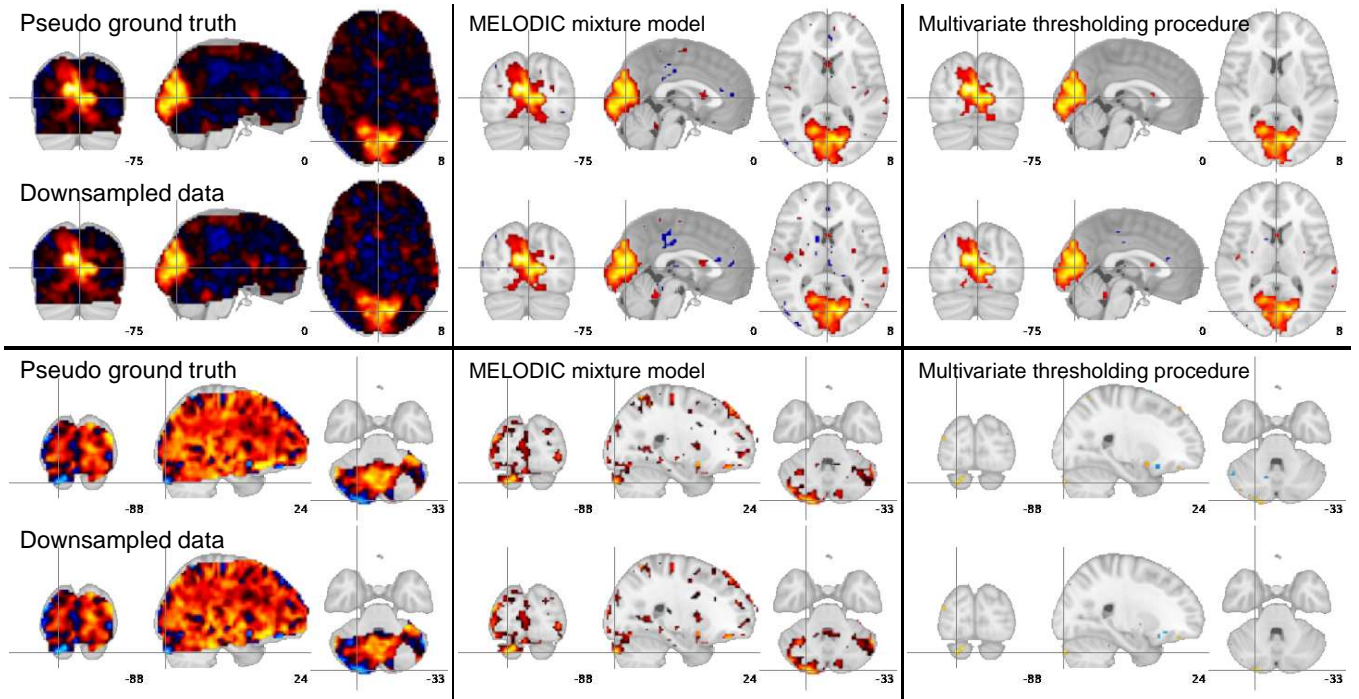 Pseudo ground truth
MELODIC mixture model
Multivariate thresholding procedure
-75 0 8
-75 0 8
-75 0 8
Downsampled data
-75 0 8
-75 0 8
-75 0 8
Pseudo ground truth
MELODIC mixture model
Multivariate thresholding procedure
-88 24 -33
-88 24 -33
-88 24 -33
Downsampled data
-88 24 -33
-88 24 -33
-88 24 -33